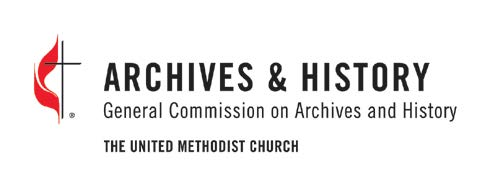 ARCHIVES & HISTORY
General Commission on Archives and History
®
THE UNITED METHODIST CHURCH